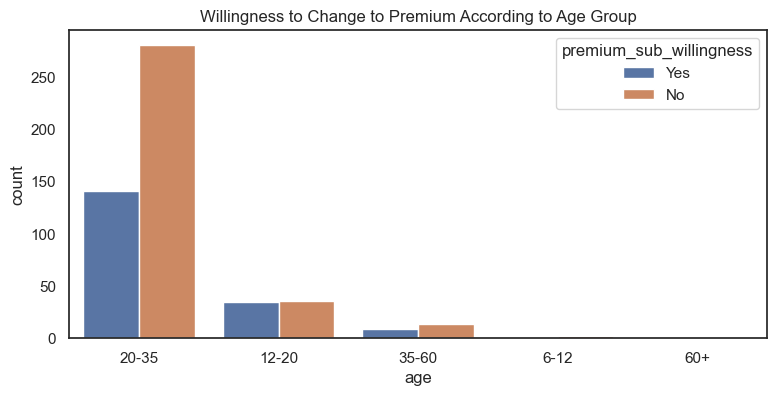 Willingness to Change to Premium According to Age Group
premium_sub_willingness
Yes
No
count
250
200
150
100
50
0
20-35
12-20
35-60
6-12
60+
age